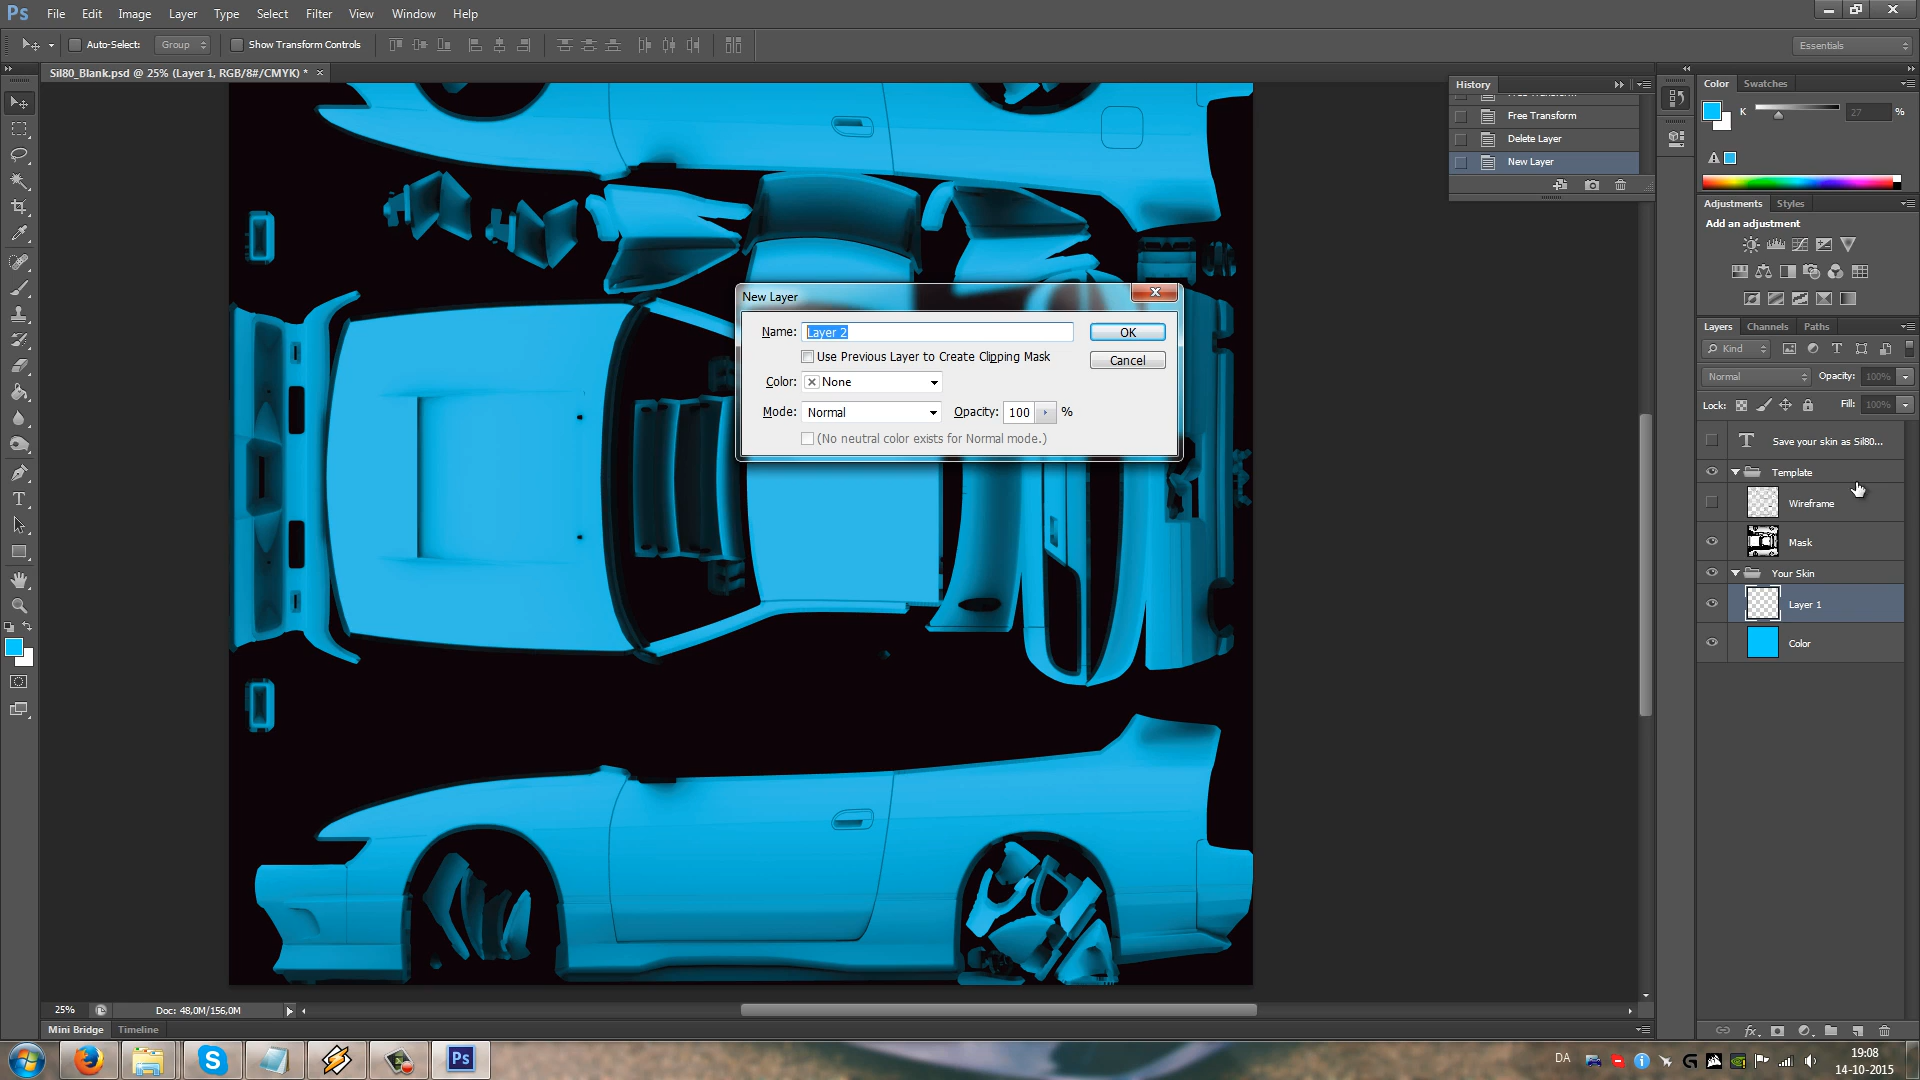 Ps File Edit Image Layer Type Select Filter View Window Help
Auto-Select: Group Show Transform Controls Essentials
Sil80_Blank.psd @ 25% (Layer 1, RGB/8#/CMYK) * ×
History
Free Transform
Free Transform
Delete Layer
New Layer
Color Swatches
K 27 %
Adjustments Styles
Add an adjustment
New Layer
Name: Layer 2 OK
Use Previous Layer to Create Clipping Mask Cancel
Color: None
Mode: Normal Opacity: 100 %
(No neutral color exists for Normal mode.)
Layers Channels Paths
Kind
Normal Opacity: 100%
Lock: Fill: 100%
Save your skin as Sil80...
Template
Wireframe
Mask
Your Skin
Layer 1
Color
25% Doc: 48,0M/156,0M
Mini Bridge Timeline
Ps DA 19:08
14-10-2015